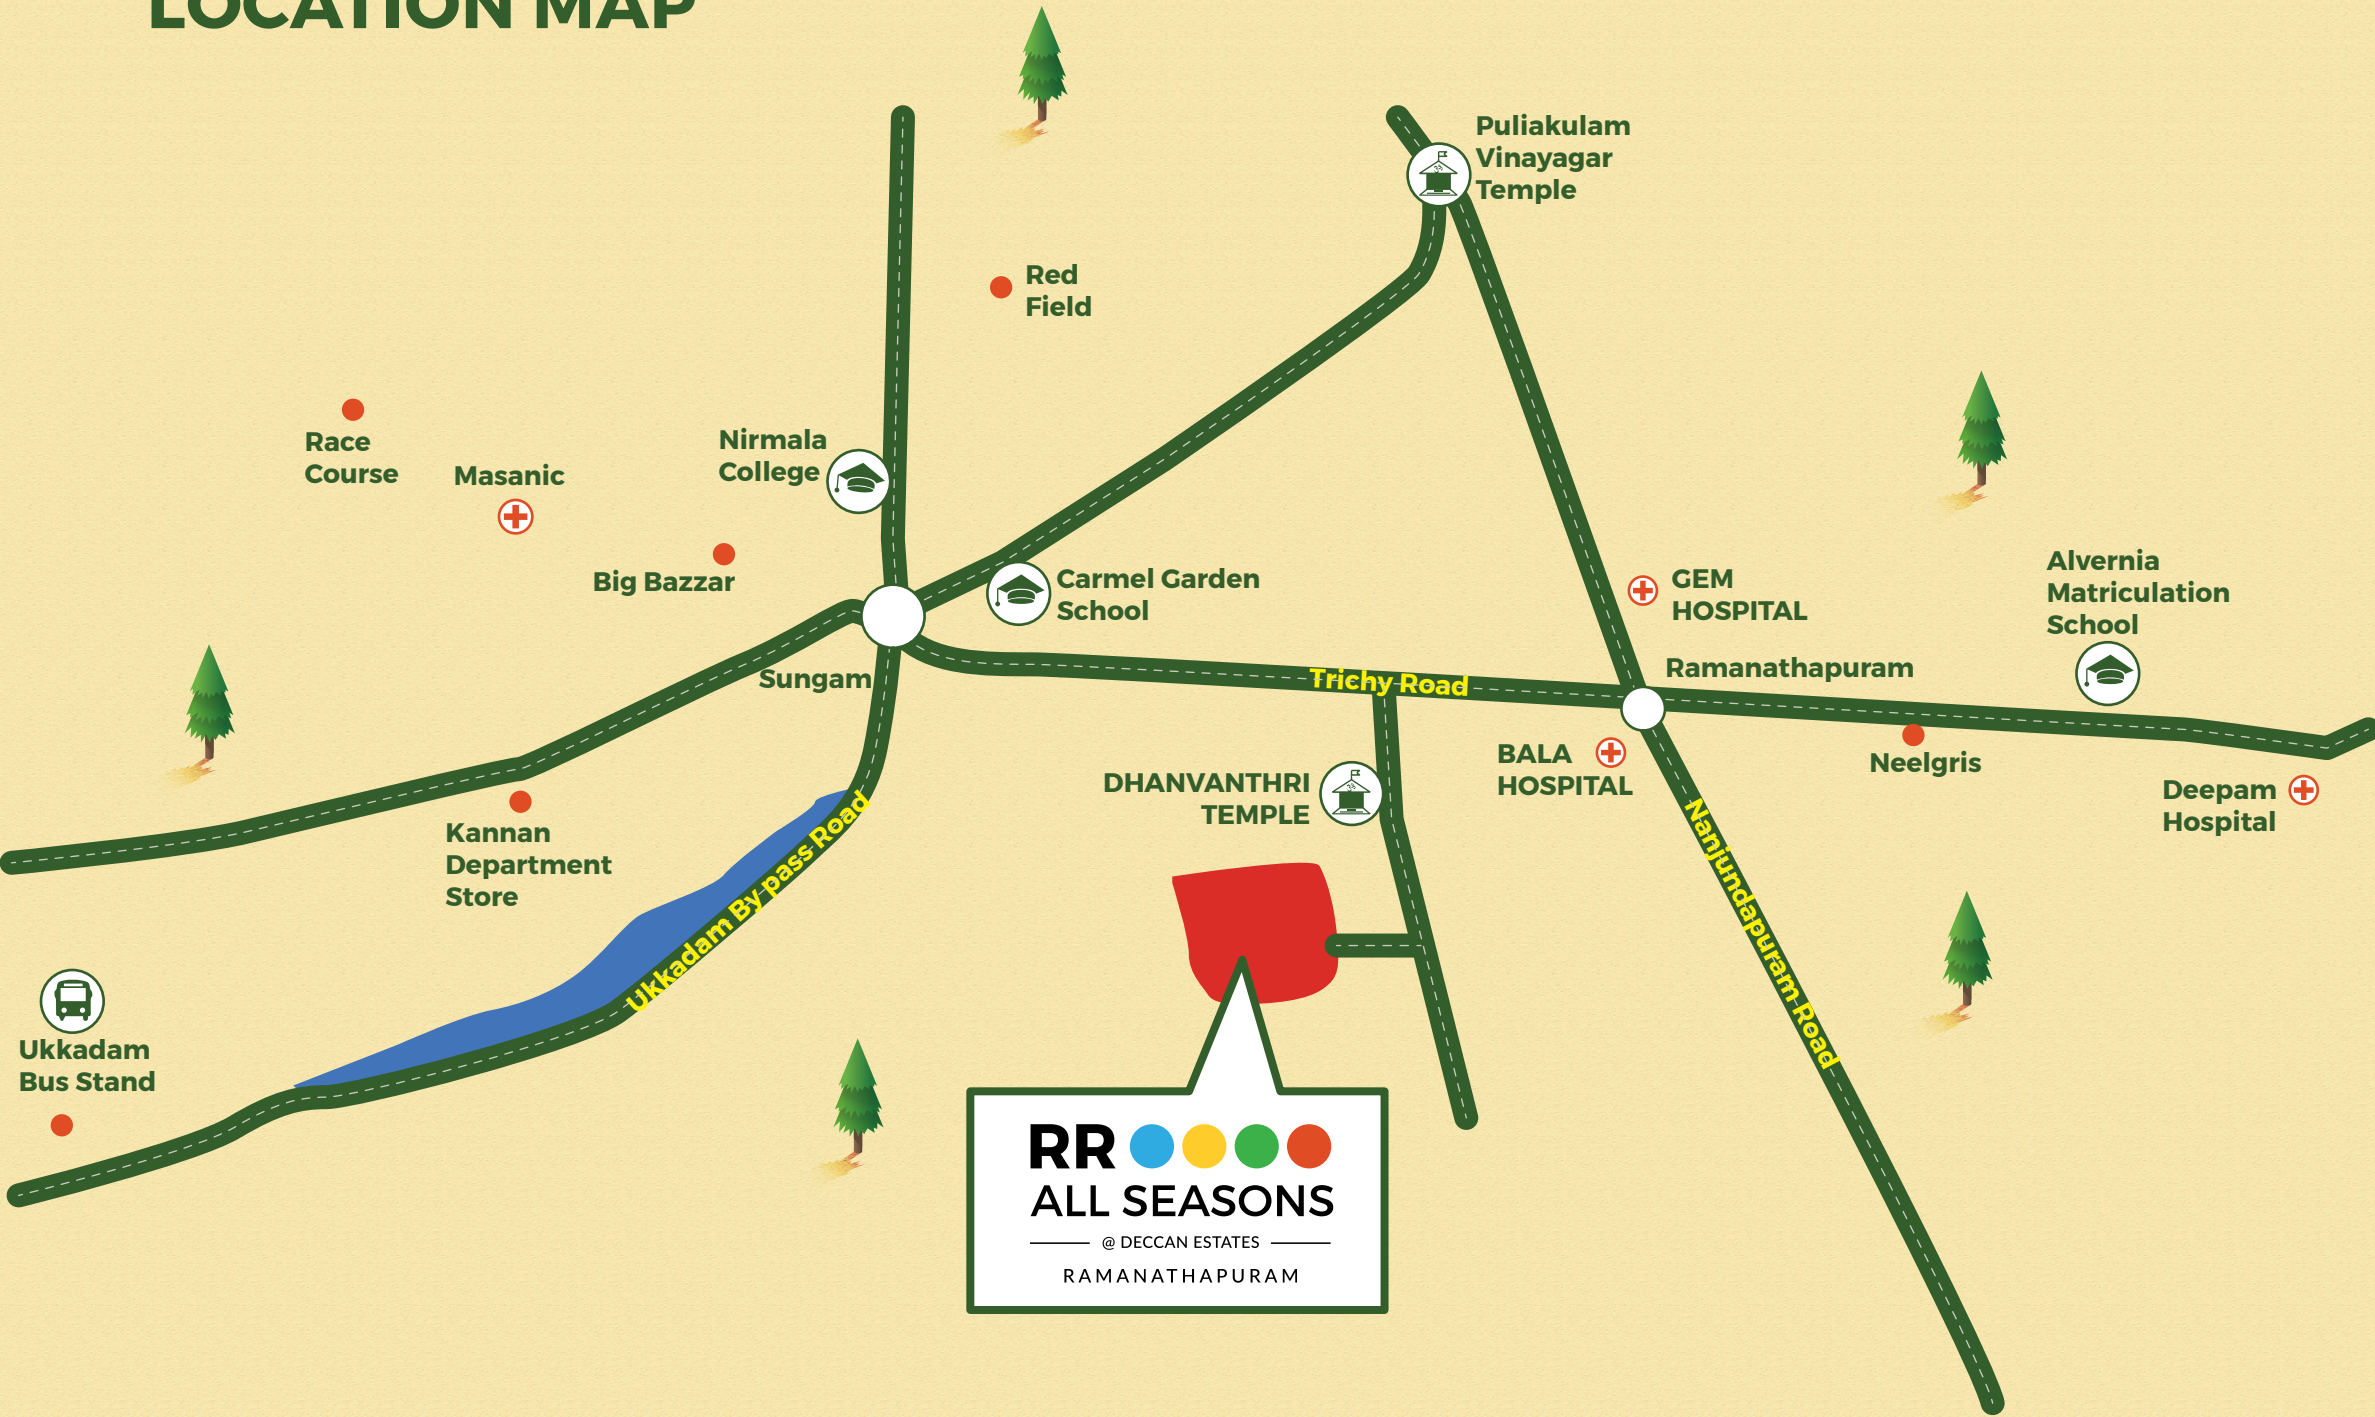 LOCATION MAP
Puliakulam
Vinayagar
Temple
Red
Field
Race
Course
Masanic
Nirmala
College
Big Bazzar
Carmel Garden
School
GEM
HOSPITAL
Alvernia
Matriculation
School
Sungam
Trichy Road
Ramanathapuram
BALA
HOSPITAL
Neelgris
Deepam
Hospital
DHANVANTHRI
TEMPLE
Kannan
Department
Store
Ukkadam By pass Road
Nanjundapuram Road
Ukkadam
Bus Stand
RR
ALL SEASONS
@ DECCAN ESTATES
RAMANATHAPURAM